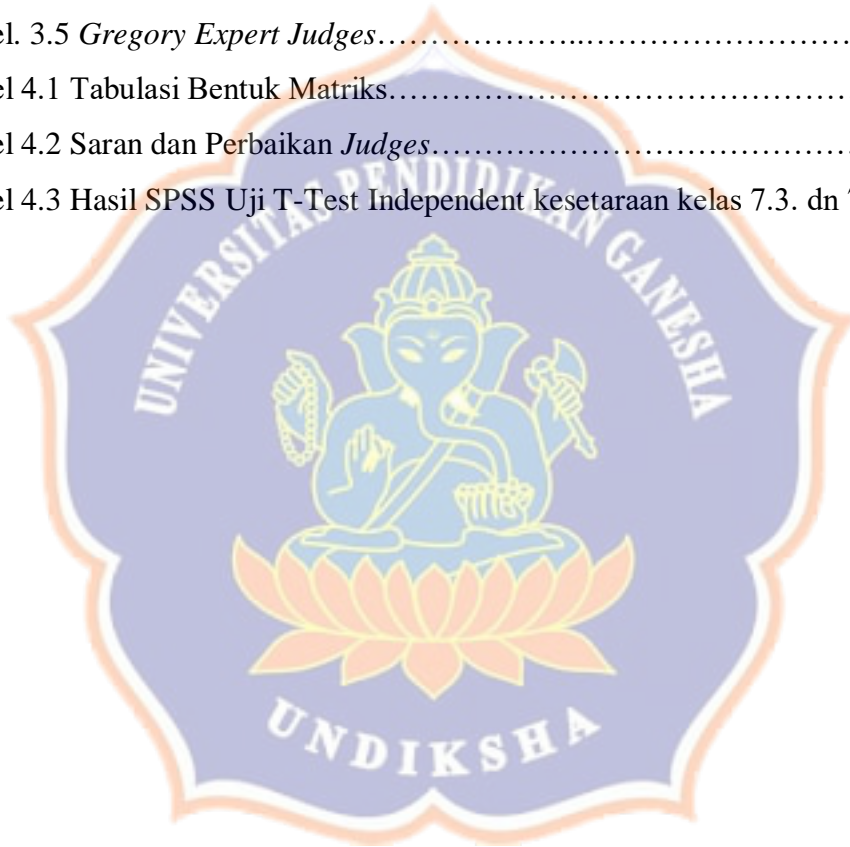 el. 3.5 Gregory Expert Judges………………..……………………
el 4.1 Tabulasi Bentuk Matriks……………………………………
el 4.2 Saran dan Perbaikan Judges…………………………………
el 4.3 Hasil SPSS Uji T-Test Independent kesetaraan kelas 7.3. dn
UNIVERSITAS PENDIDIKAN GANESHA
UNDIKSHA